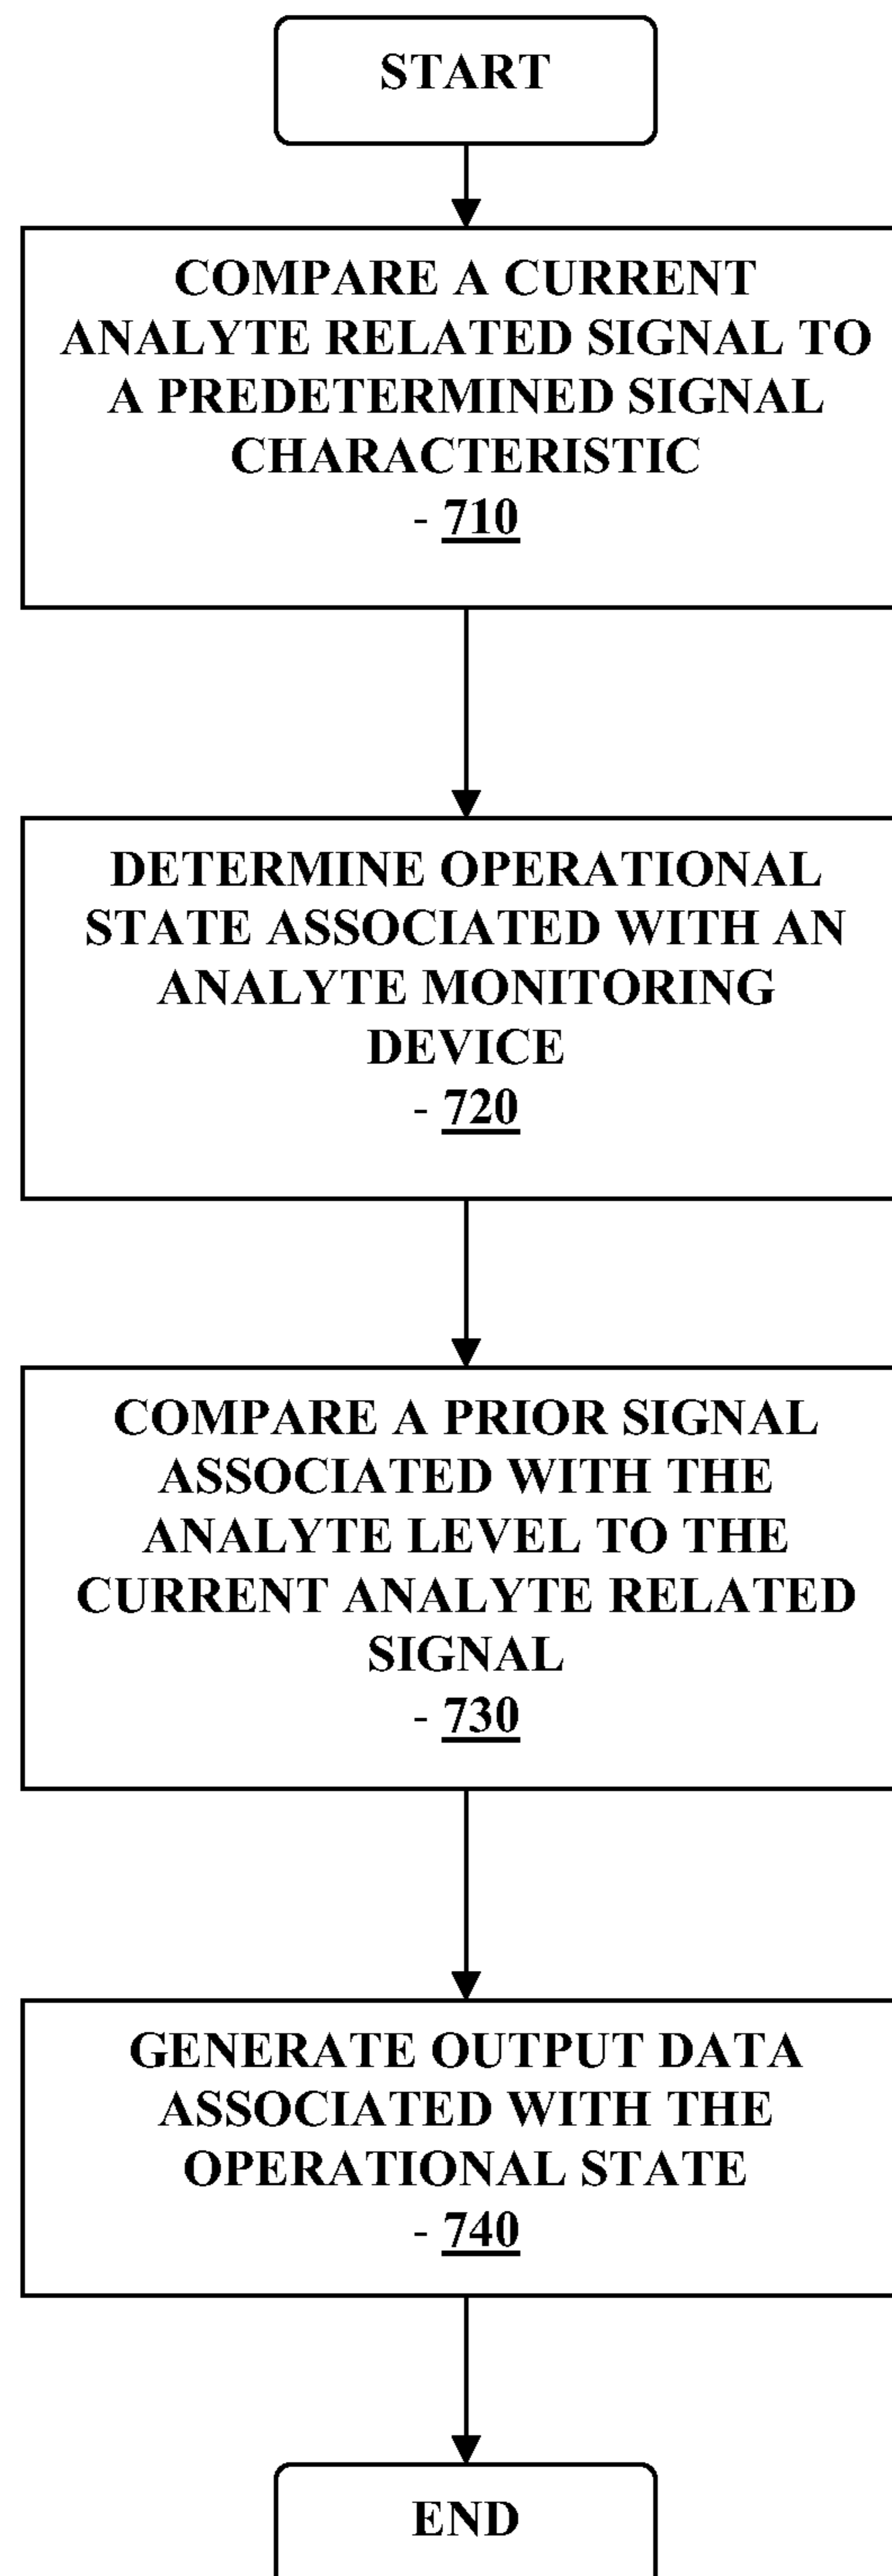 START
COMPARE A CURRENT
ANALYTE RELATED SIGNAL TO
A PREDETERMINED SIGNAL
CHARACTERISTIC
- 710
DETERMINE OPERATIONAL
STATE ASSOCIATED WITH AN
ANALYTE MONITORING
DEVICE
- 720
COMPARE A PRIOR SIGNAL
ASSOCIATED WITH THE
ANALYTE LEVEL TO THE
CURRENT ANALYTE RELATED
SIGNAL
- 730
GENERATE OUTPUT DATA
ASSOCIATED WITH THE
OPERATIONAL STATE
- 740
END